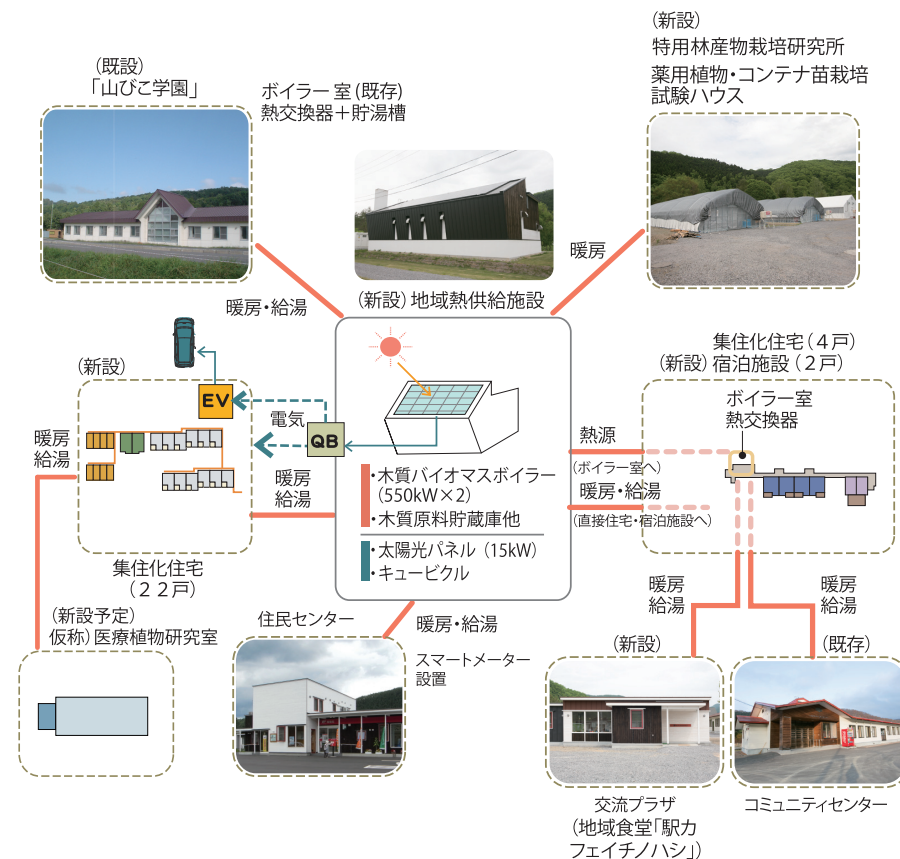 (既設)
「山びこ学園」
ボイラー室(既存)
熱交換器＋貯湯槽
(新設)
特用林産物栽培研究所
薬用植物・コンテナ苗栽培
試験ハウス
暖房
暖房・給湯
(新設)地域熱供給施設
(新設)
EV
電気
QB
暖房
給湯
暖房
給湯
集住化住宅
(２２戸)
・木質バイオマスボイラー
(550kW×2)
・木質原料貯蔵庫他
・太陽光パネル (15kW)
・キュービクル
集住化住宅(４戸)
(新設)宿泊施設(２戸)
ボイラー室
熱交換器
熱源
(ボイラー室へ)
暖房・給湯
(直接住宅・宿泊施設へ)
暖房
給湯
暖房
給湯
(新設予定)
仮称)医療植物研究室
住民センター
暖房・給湯
スマートメーター
設置
(新設)
(既存)
交流プラザ
(地域食堂「駅カ
フェイチノハシ」)
コミュニティセンター